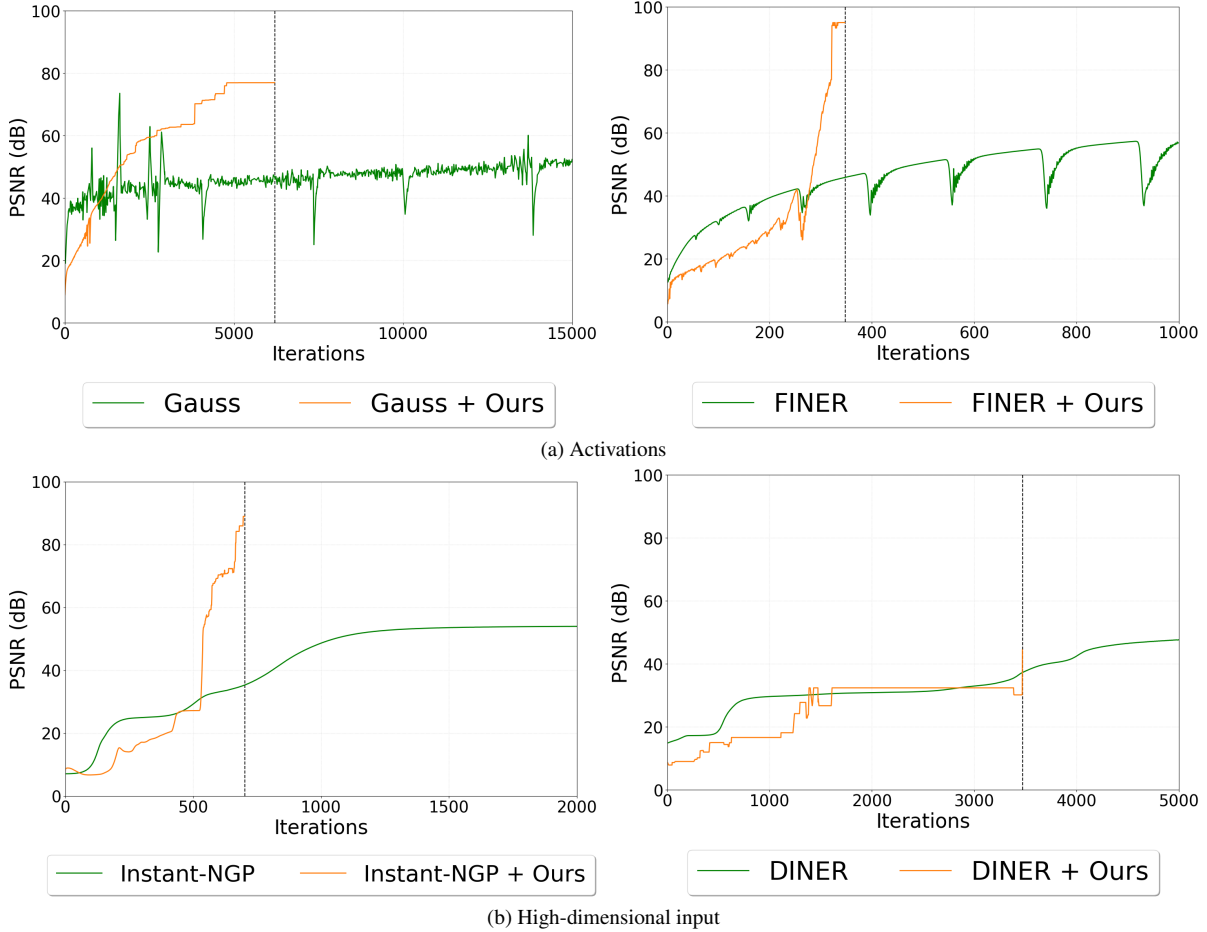 100
80
60
40
20
0
PSNR (dB)
0 5000 10000 15000
Iterations
Gauss Gauss + Ours
100
80
60
40
20
0
PSNR (dB)
0 200 400 600 800 1000
Iterations
FINER FINER + Ours
(a) Activations
100
80
60
40
20
0
PSNR (dB)
0 500 1000 1500 2000
Iterations
Instant-NGP Instant-NGP + Ours
100
80
60
40
20
0
PSNR (dB)
0 1000 2000 3000 4000 5000
Iterations
DINER DINER + Ours
(b) High-dimensional input